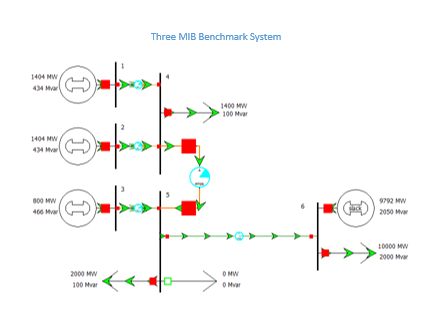 Three MIB Benchmark System
1
1404 MW
434 Mvar
4
1400 MW
100 Mvar
2
1404 MW
434 Mvar
3
800 MW
466 Mvar
5
6
slack
9792 MW
2050 Mvar
10000 MW
2000 Mvar
2000 MW
100 Mvar
0 MW
0 Mvar